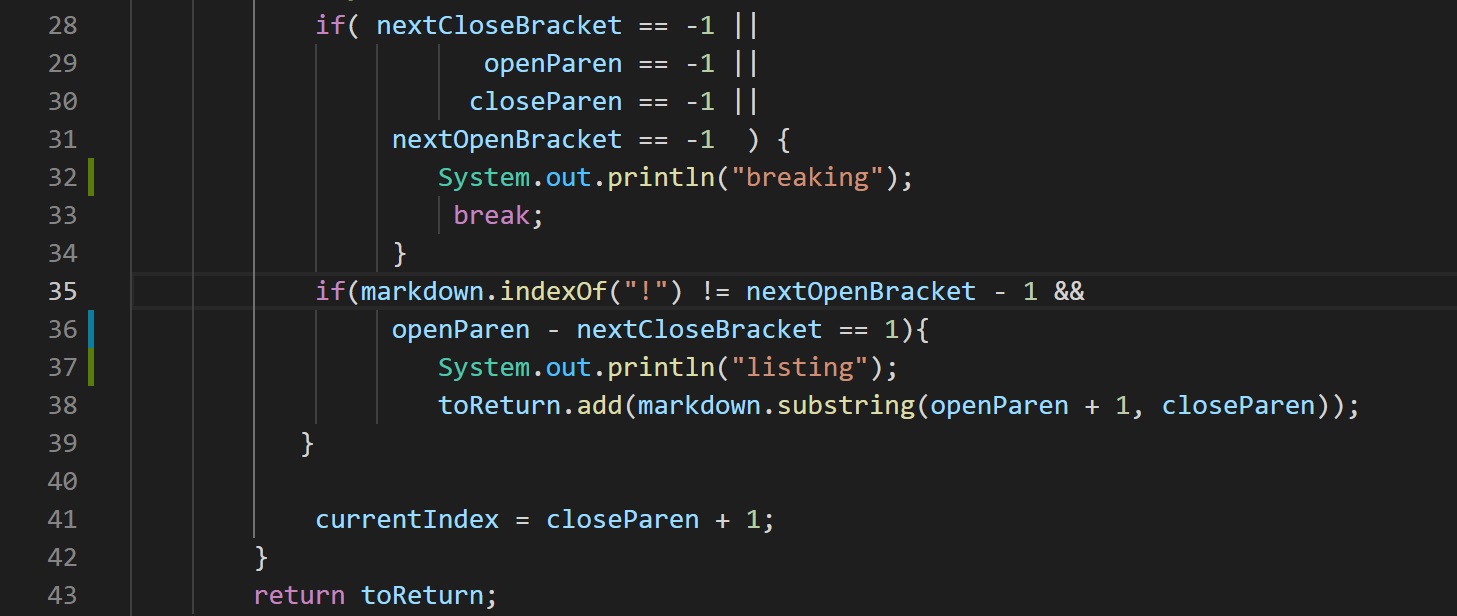 28 if( nextCloseBracket == -1 ||
29 openParen == -1 ||
30 closeParen == -1 ||
31 nextOpenBracket == -1  ) {
32 System.out.println("breaking");
33 break;
34 }
35 if(markdown.indexOf("!") != nextOpenBracket - 1 &&
36 openParen - nextCloseBracket == 1){
37 System.out.println("listing");
38 toReturn.add(markdown.substring(openParen + 1, closeParen));
39 }
40
41 currentIndex = closeParen + 1;
42 }
43 return toReturn;